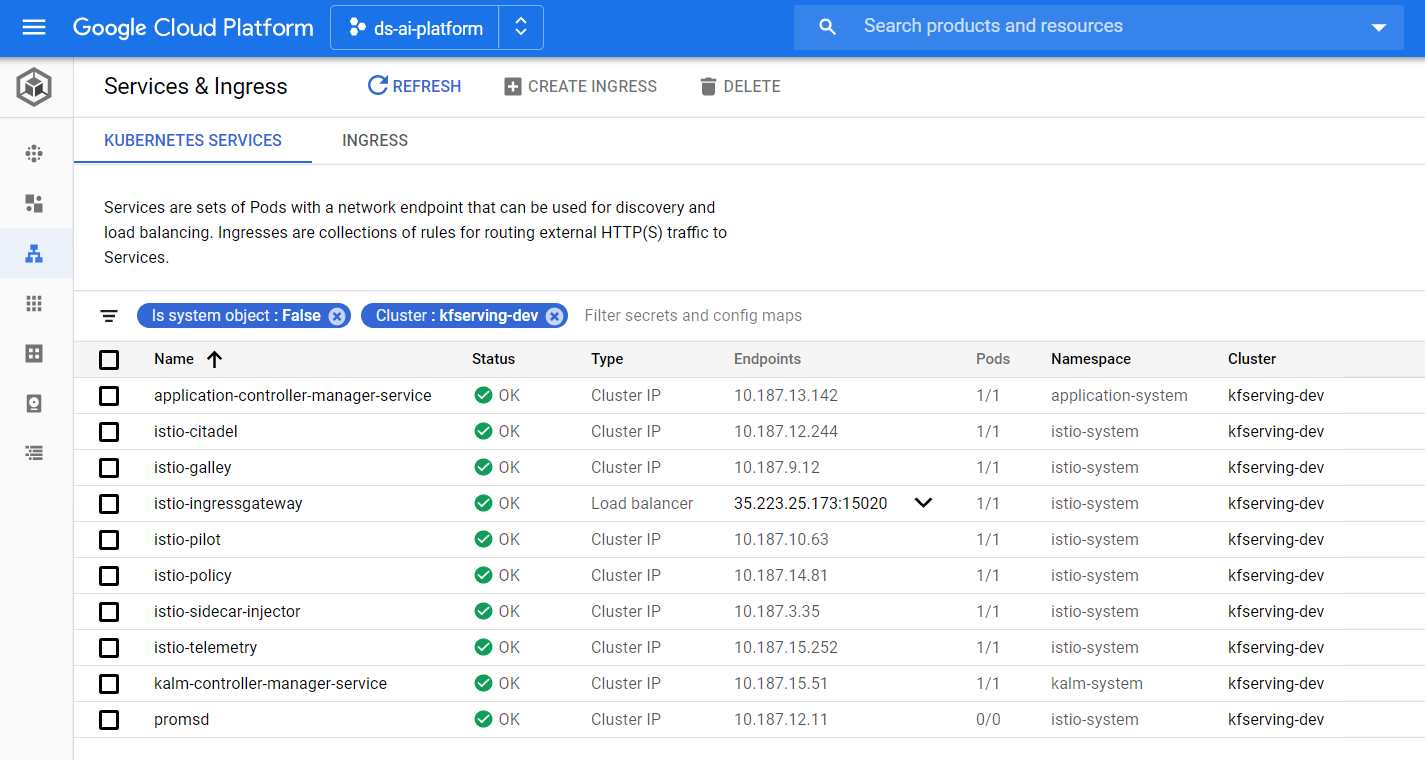 Google Cloud Platform ds-ai-platform Search products and resources
Services & Ingress REFRESH CREATE INGRESS DELETE
KUBERNETES SERVICES INGRESS
Services are sets of Pods with a network endpoint that can be used for discovery and
load balancing. Ingresses are collections of rules for routing external HTTP(S) traffic to
Services.
Is system object : False Cluster : kfserving-dev Filter secrets and config maps
Name Status Type Endpoints Pods Namespace Cluster
application-controller-manager-service OK Cluster IP 10.187.13.142 1/1 application-system kfserving-dev
istio-citadel OK Cluster IP 10.187.12.244 1/1 istio-system kfserving-dev
istio-galley OK Cluster IP 10.187.9.12 1/1 istio-system kfserving-dev
istio-ingressgateway OK Load balancer 35.223.25.173:15020 1/1 istio-system kfserving-dev
istio-pilot OK Cluster IP 10.187.10.63 1/1 istio-system kfserving-dev
istio-policy OK Cluster IP 10.187.14.81 1/1 istio-system kfserving-dev
istio-sidecar-injector OK Cluster IP 10.187.3.35 1/1 istio-system kfserving-dev
istio-telemetry OK Cluster IP 10.187.15.252 1/1 istio-system kfserving-dev
kalm-controller-manager-service OK Cluster IP 10.187.15.51 1/1 kalm-system kfserving-dev
promsd OK Cluster IP 10.187.12.11 0/0 istio-system kfserving-dev